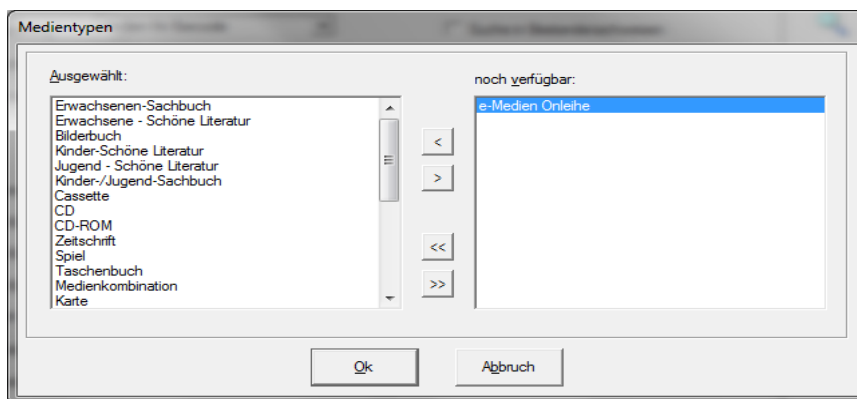 Medientypen
Ausgewählt:
noch verfügbar:
Erwachsenen-Sachbuch
Erwachsene - Schöne Literatur
Bilderbuch
Kinder-Schöne Literatur
Jugend - Schöne Literatur
Kinder-/Jugend-Sachbuch
Cassette
CD
CD-ROM
Zeitschrift
Spiel
Taschenbuch
Medienkombination
Karte
<
>
<<
>>
e-Medien Onleihe
Ok
Abbruch